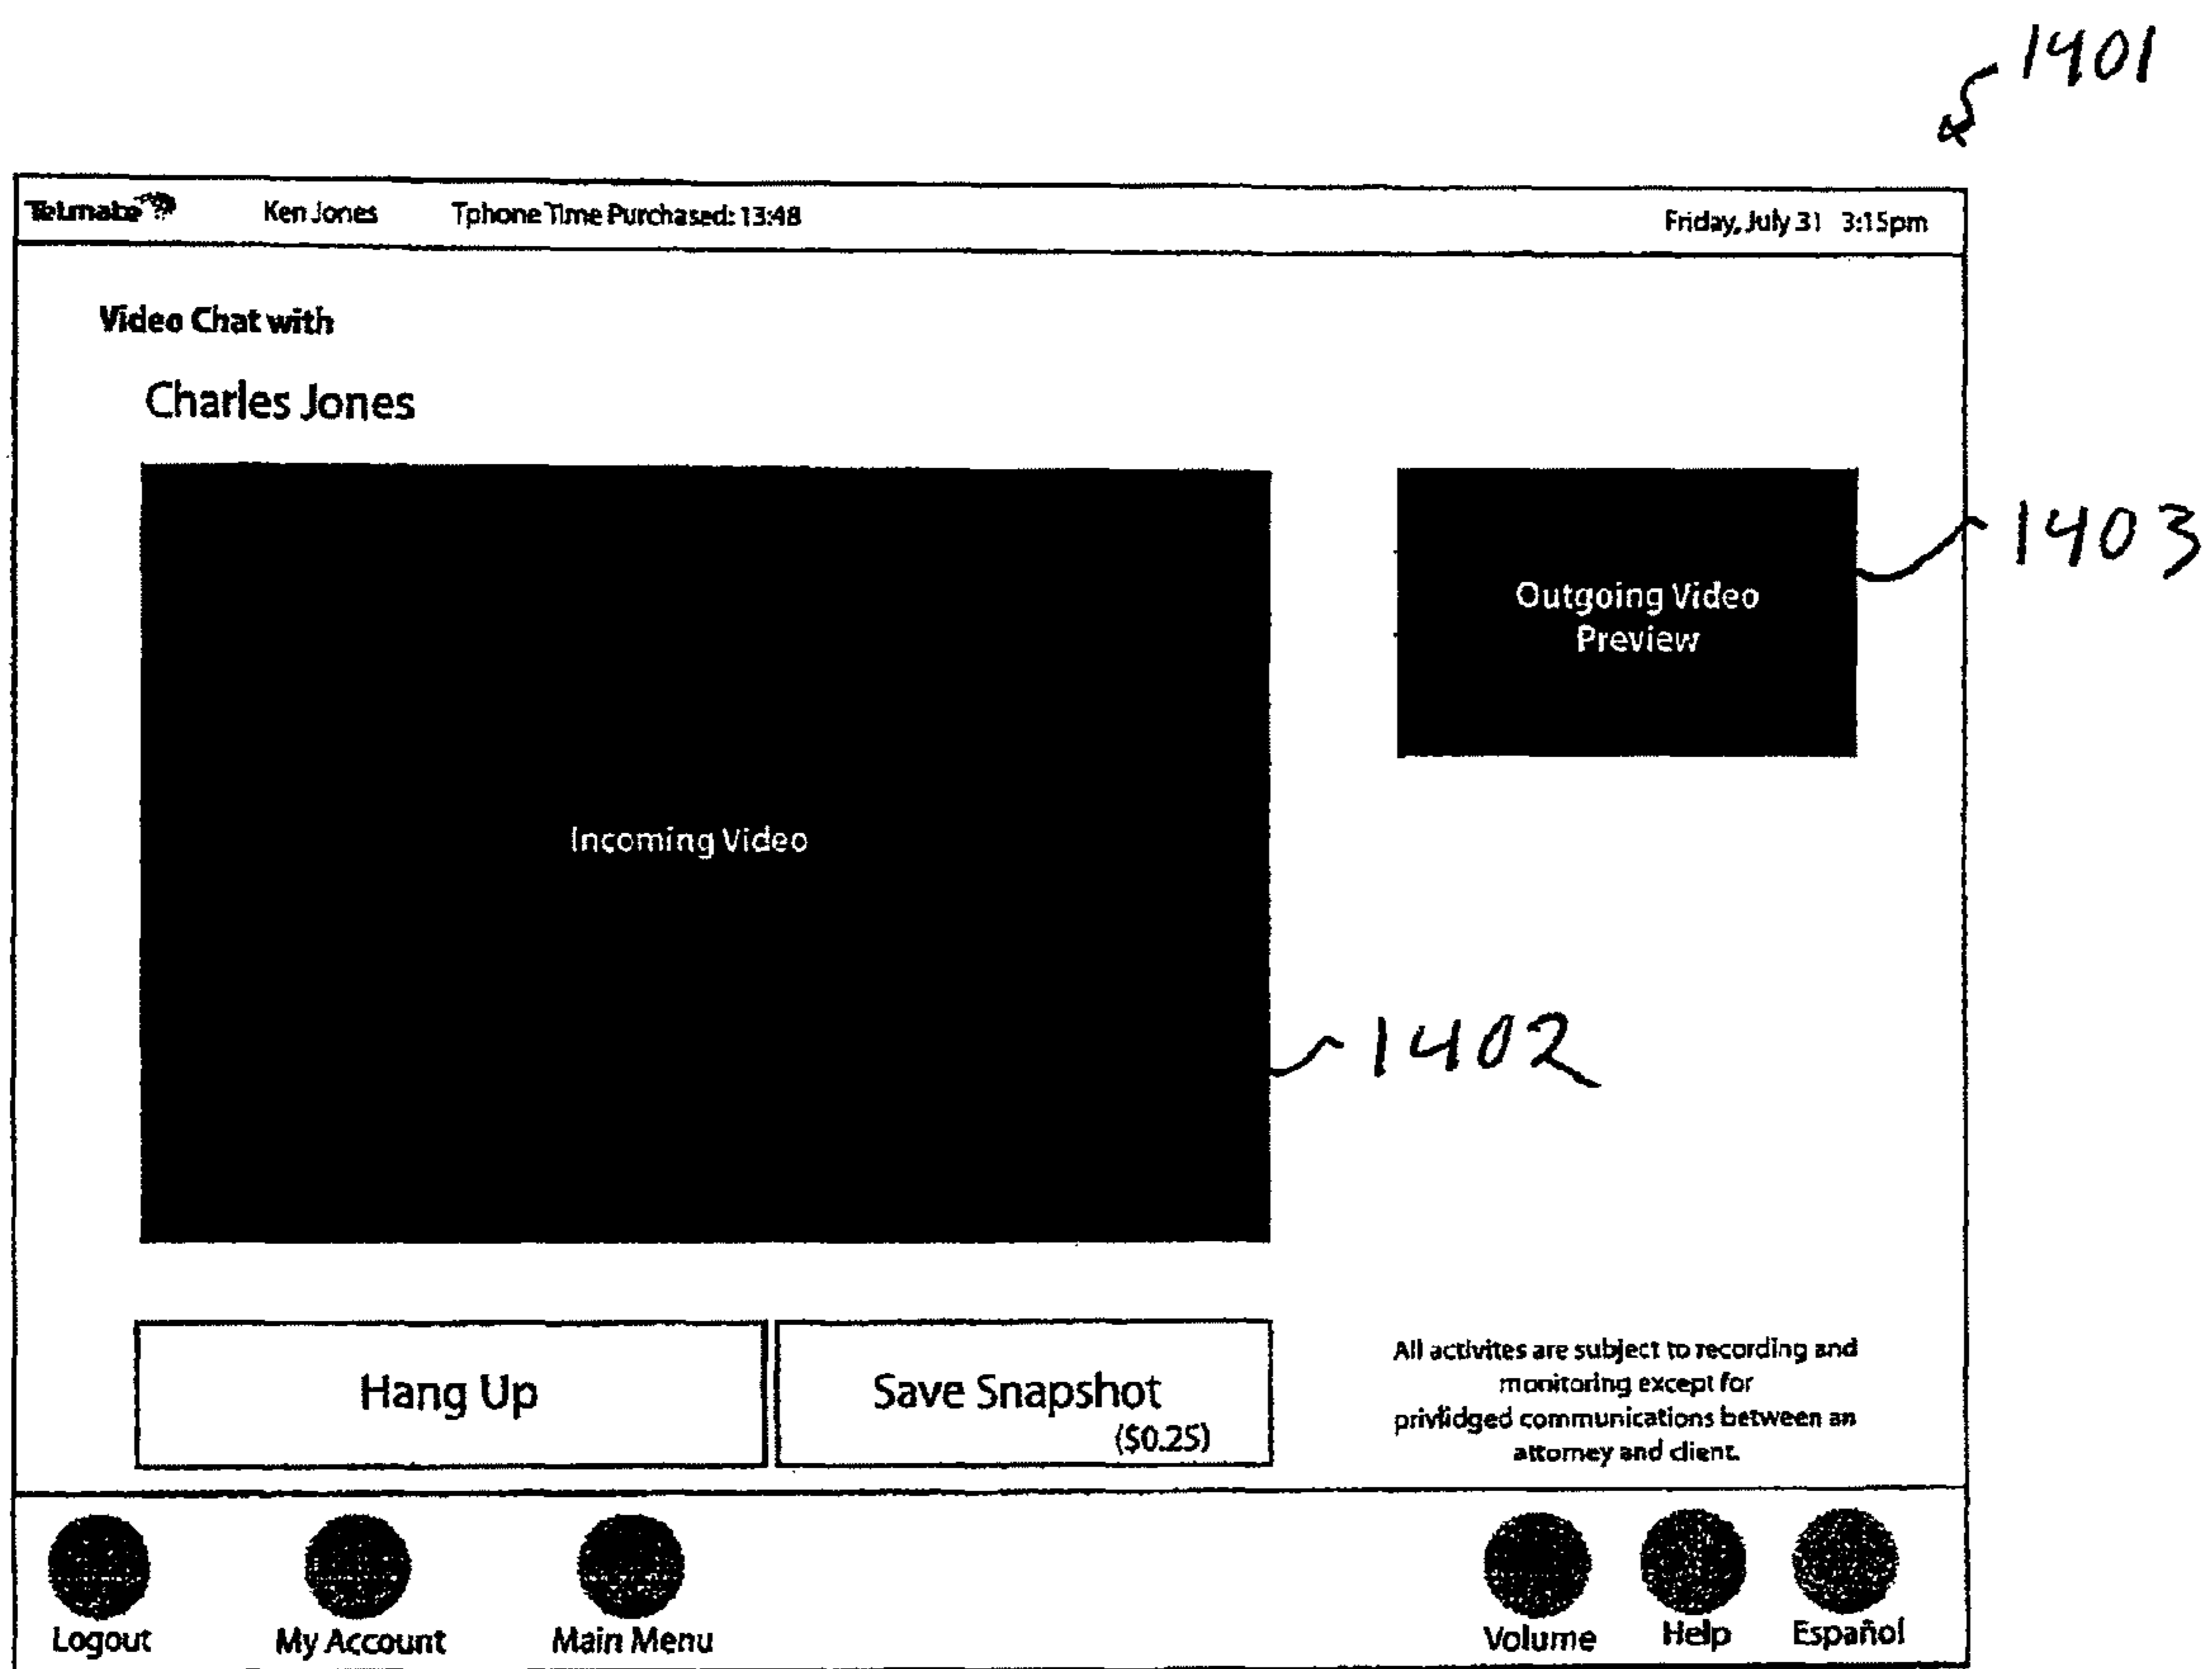 1401
Telmate Ken Jones Tphone Time Purchased: 13:48 Friday, July 31 3:15pm
Video Chat with
Charles Jones
Outgoing Video
Preview
1403
Incoming Video
1402
Hang Up
Save Snapshot
($0.25)
All activites are subject to recording and
monitoring except for
privlidged communications between an
attorney and client.
Logout My Account Main Menu Volume Help Español